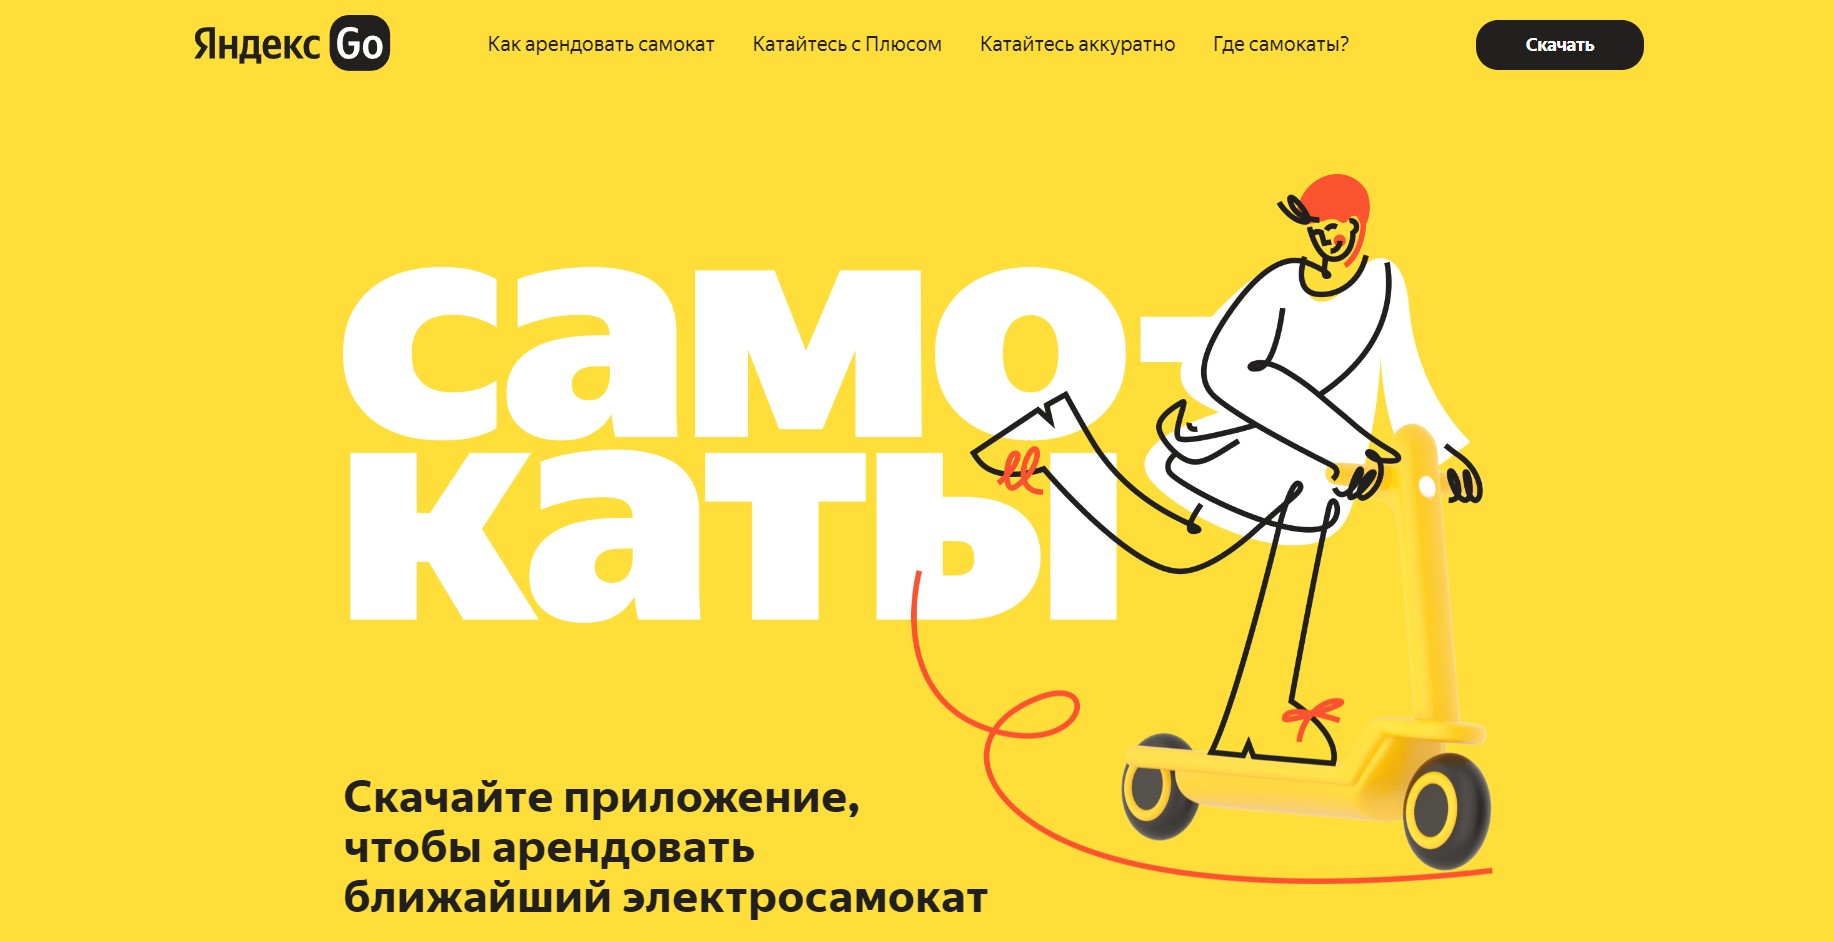 Яндекс Go
Как арендовать самокат
Катайтесь с Плюсом
Катайтесь аккуратно
Где самокаты?
Скачать
само-
каты
Скачайте приложение,
чтобы арендовать
ближайший электросамокат